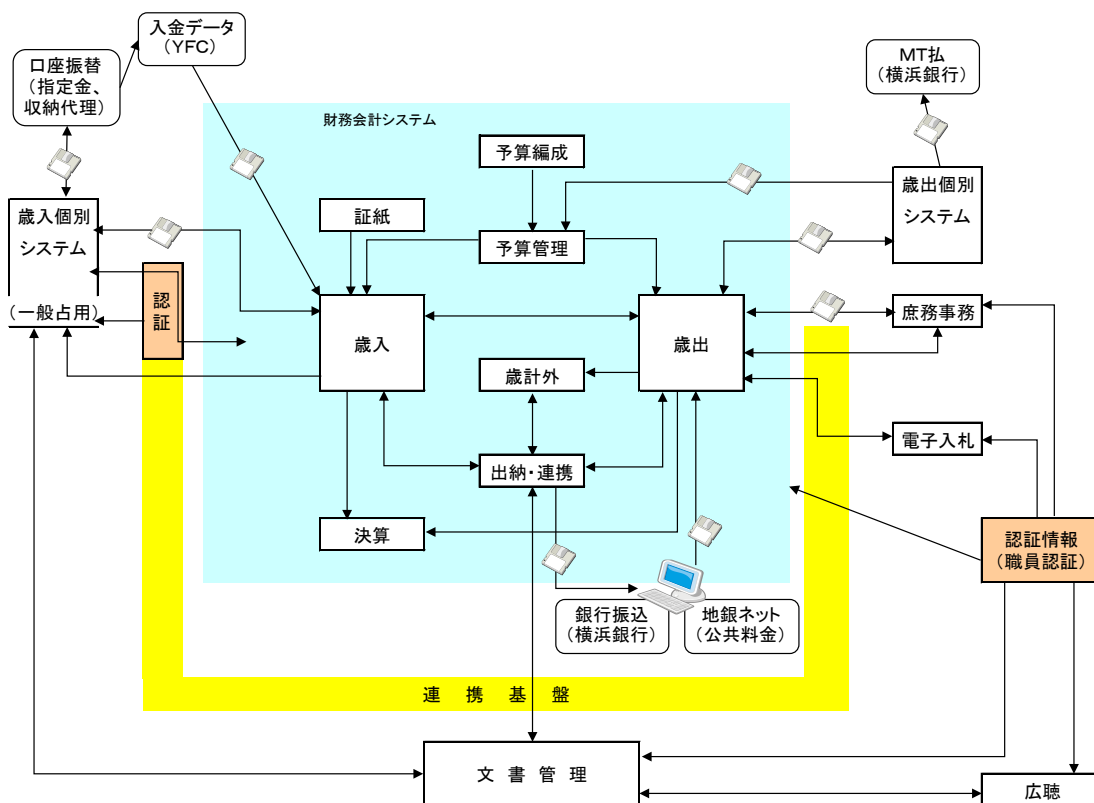 入金データ
(YFC)
口座振替
(指定金、
収納代理)
MT払
(横浜銀行)
財務会計システム
予算編成
歳入個別
システム
(一般占用)
証紙
予算管理
歳出個別
システム
認
証
歳入
歳出
庶務事務
歳計外
電子入札
出納・連携
決算
認証情報
(職員認証)
銀行振込
(横浜銀行)
地銀ネット
(公共料金)
連携基盤
文書管理
広聴